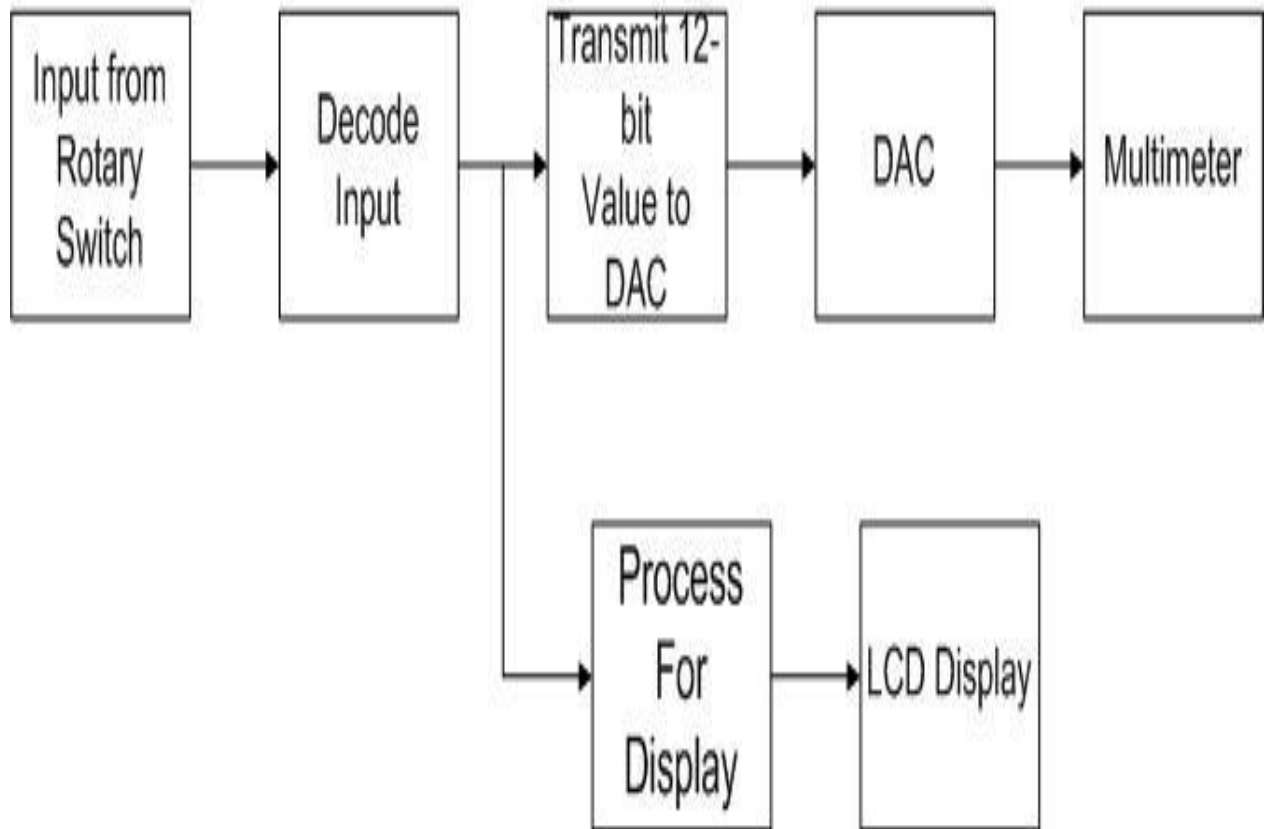 Input from
Rotary
Switch
Decode
Input
Transmit 12-
bit
Value to
DAC
DAC
Multimeter
Process
For
Display
LCD Display